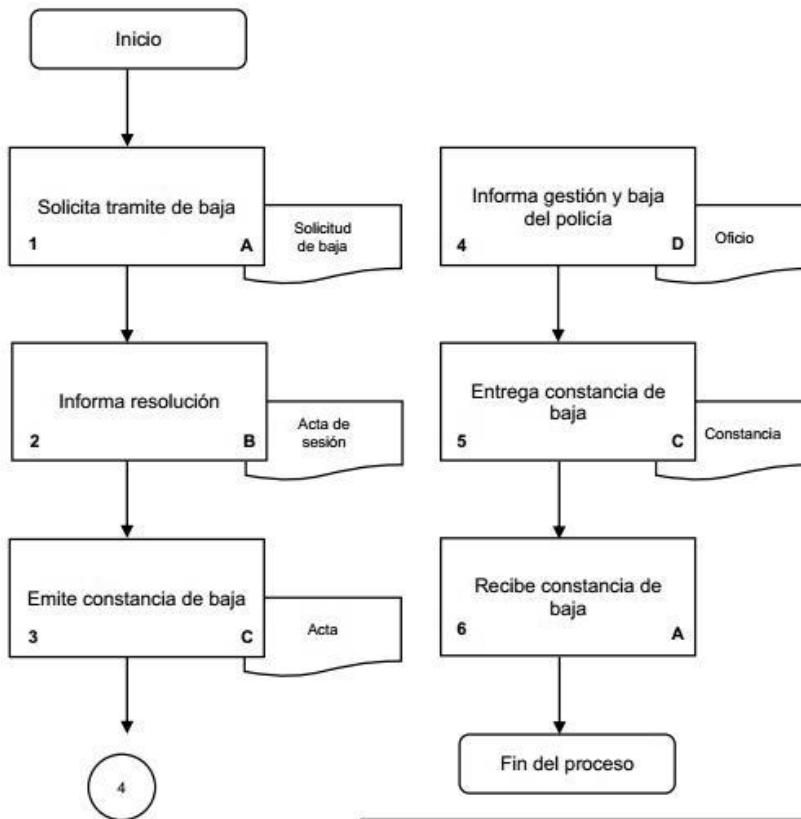 Inicio
Solicita tramite de baja
1
A
Solicitud
de baja
Informa resolución
2
B
Acta de
sesión
Emite constancia de baja
3
C
Acta
4
Informa gestión y baja
del policía
4
D
Oficio
Entrega constancia de
baja
5
C
Constancia
Recibe constancia de
baja
6
A
Fin del proceso